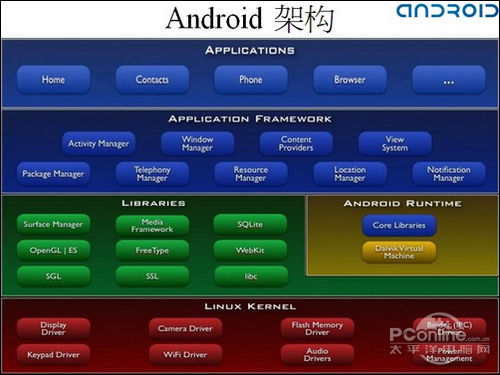 Android 架构
ANDROID
APPLICATIONS
Home Contacts Phone Browser ...
APPLICATION FRAMEWORK
Activity Manager Window Manager Content Providers View System
Package Manager Telephony Manager Resource Manager Location Manager Notification Manager
LIBRARIES
Surface Manager Media Framework SQLite
OpenGL | ES FreeType WebKit
SGL SSL libc
ANDROID RUNTIME
Core Libraries
Dalvik Virtual Machine
LINUX KERNEL
Display Driver Camera Driver Flash Memory Driver Binder (IPC) Driver
Keypad Driver WiFi Driver Audio Drivers Power Management
PConline.com.cn
太平洋电脑网